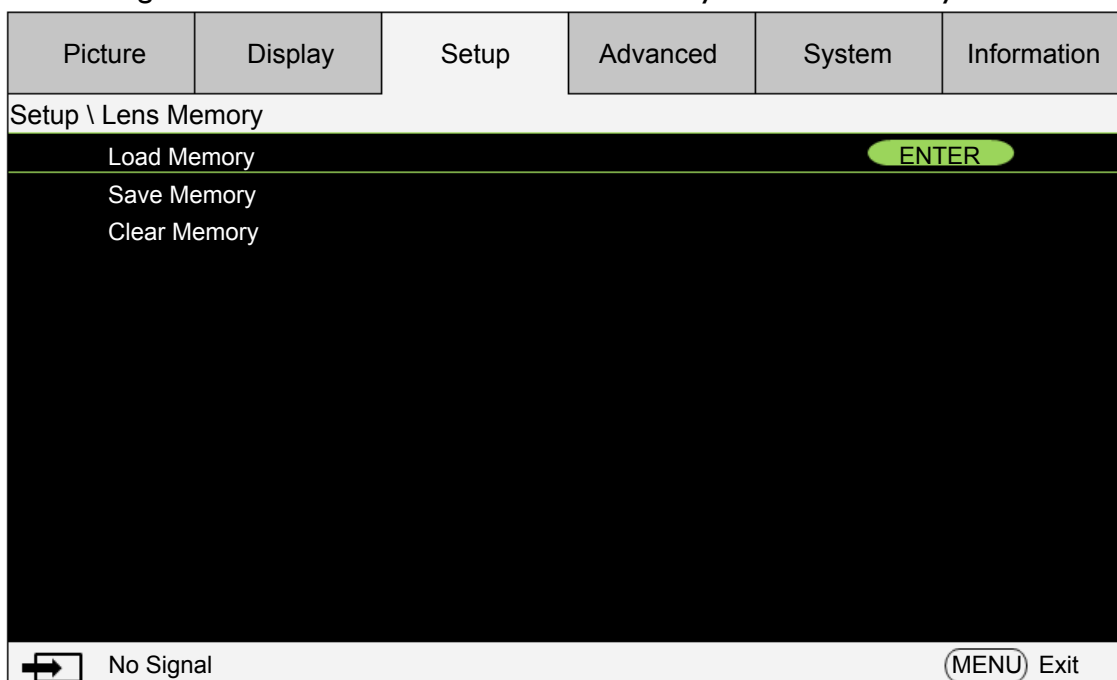 Picture Display Setup Advanced System Information
Setup \ Lens Memory
Load Memory ENTER
Save Memory
Clear Memory
No Signal MENU Exit